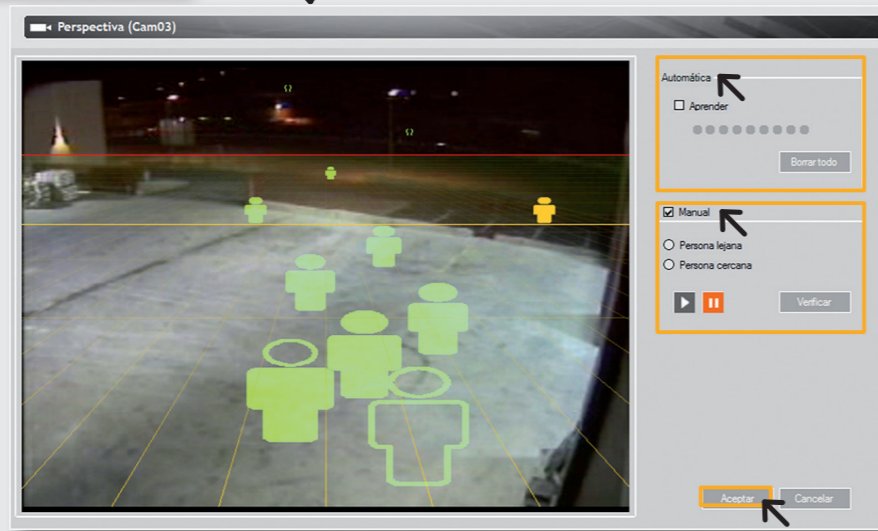 Perspectiva (Cam03)
Automática
Aprender
Borrar todo
Manual
Persona lejana
Persona cercana
Verificar
Aceptar
Cancelar